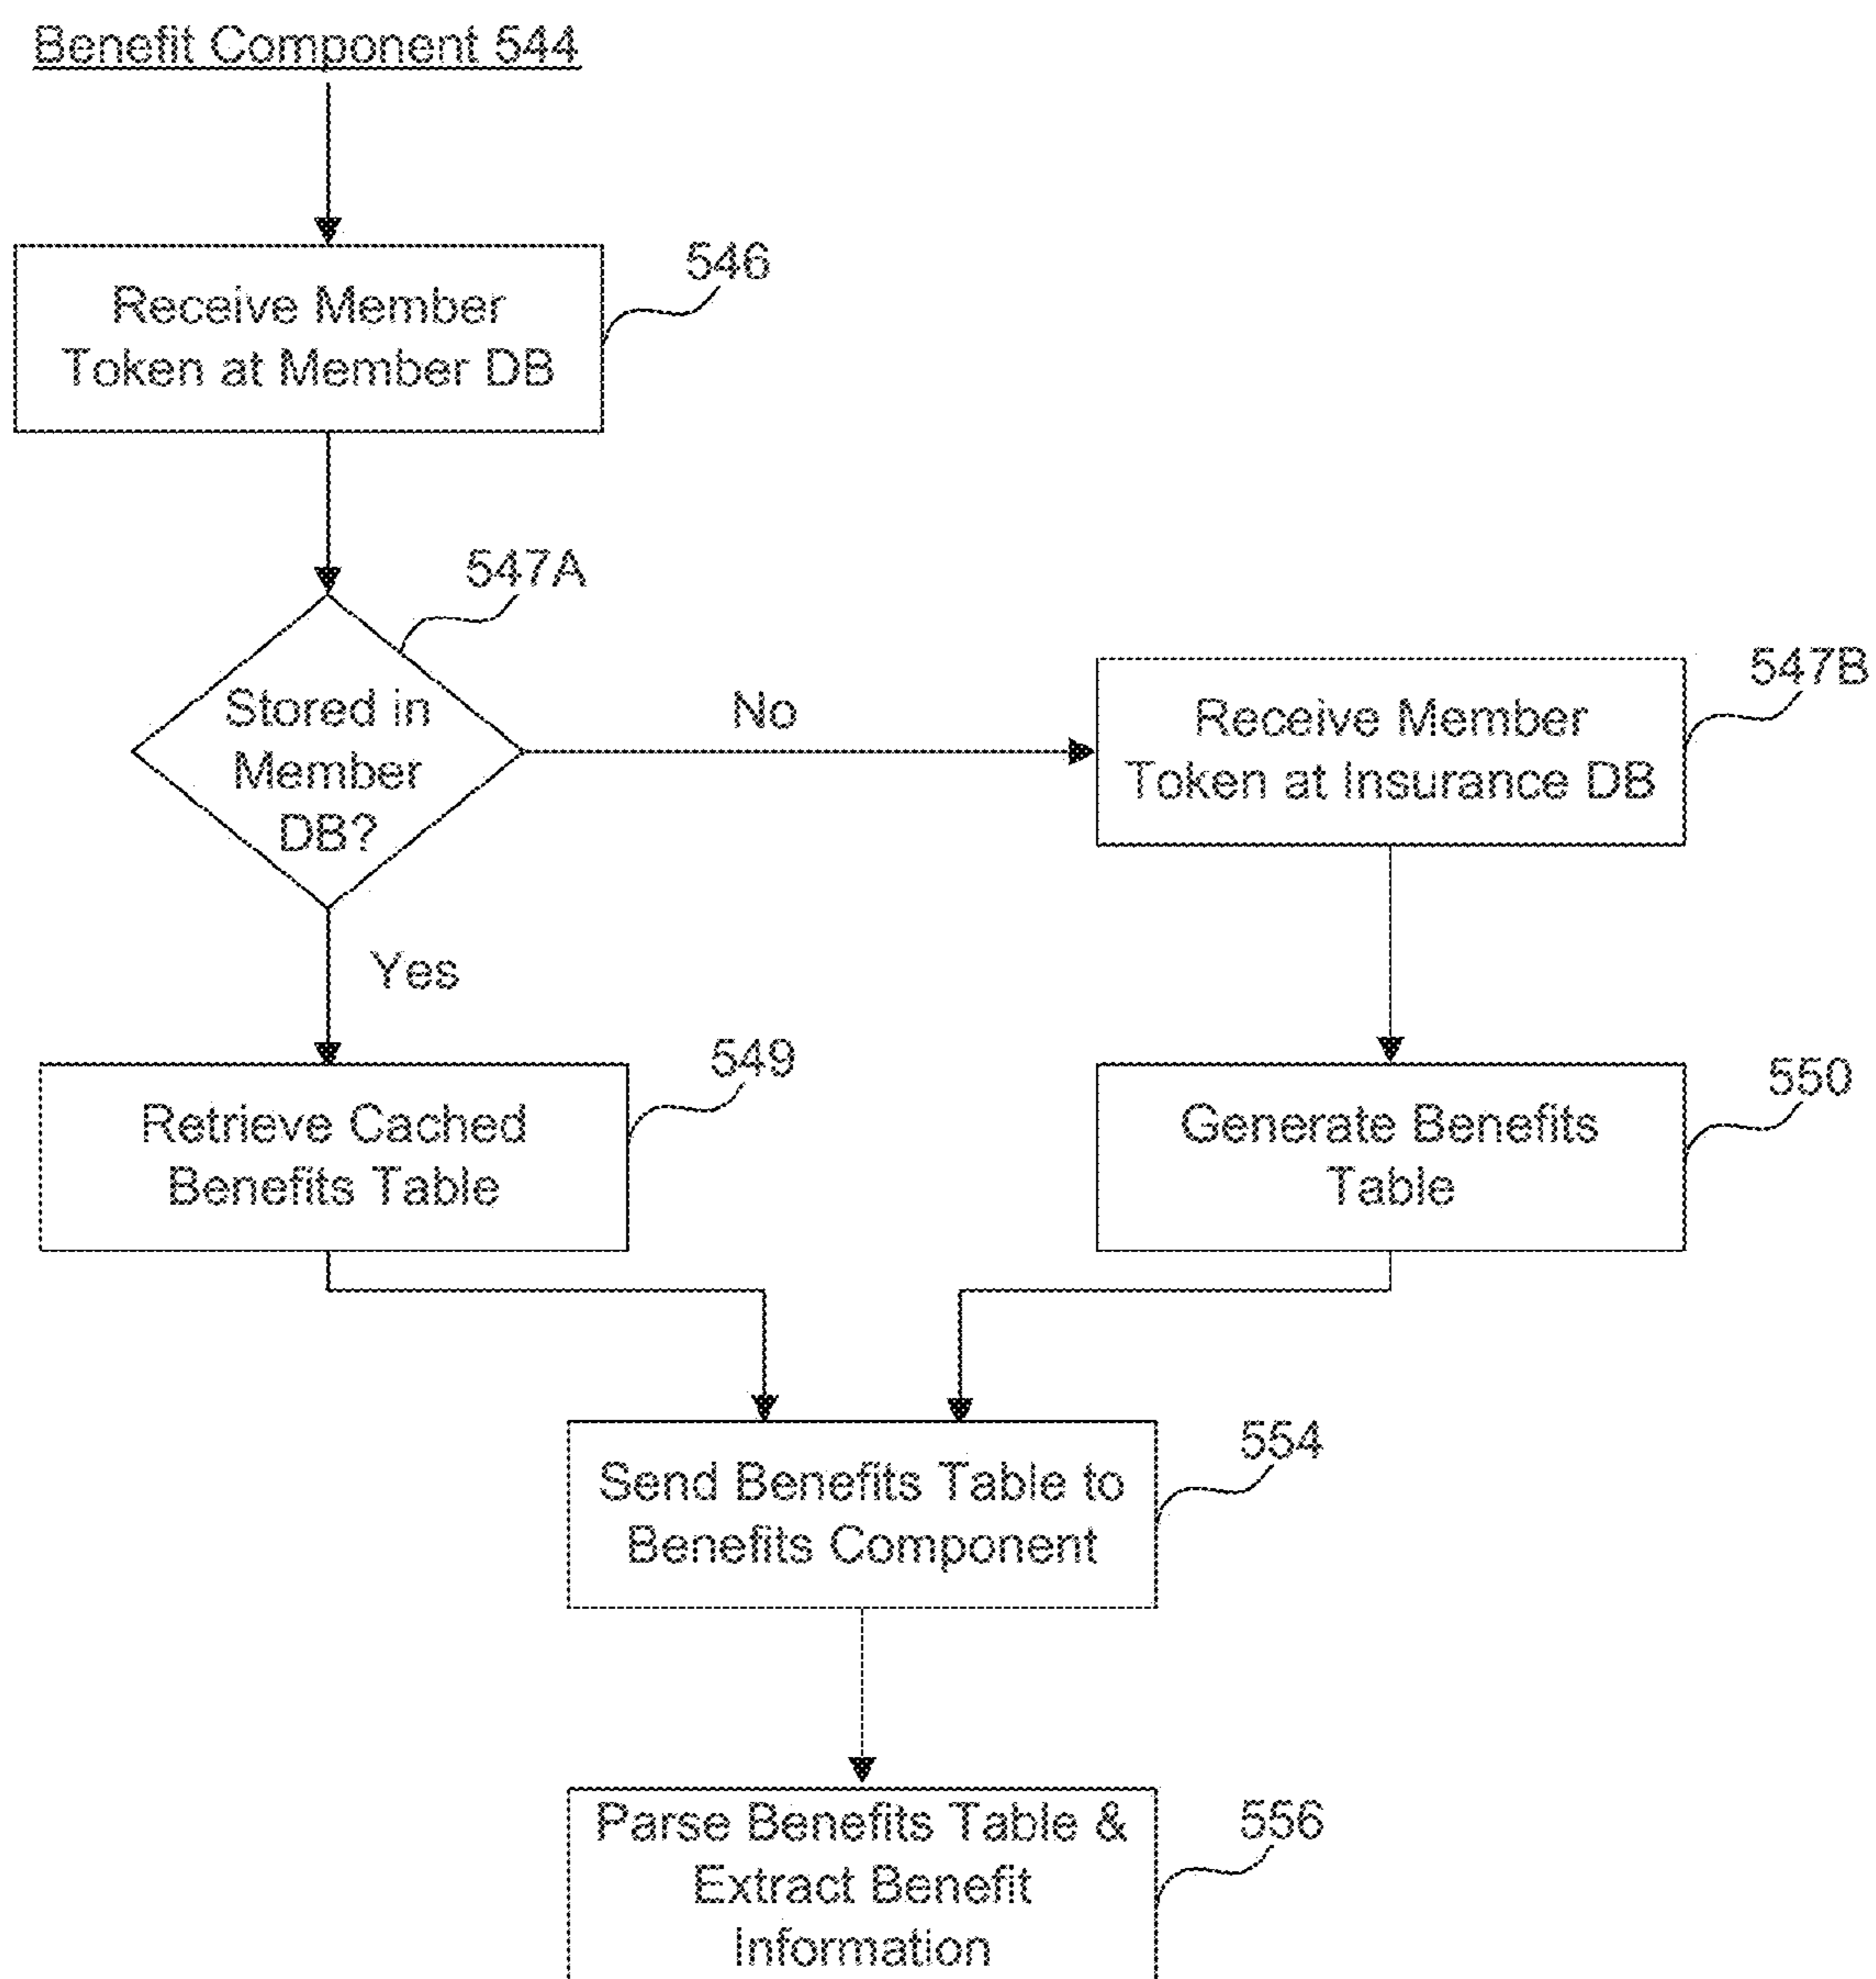 Benefit Component 544
546
Receive Member
Token at Member DB
547A
Stored in
Member
DB?
No
547B
Receive Member
Token at Insurance DB
Yes
549
Retrieve Cached
Benefits Table
550
Generate Benefits
Table
554
Send Benefits Table to
Benefits Component
556
Parse Benefits Table &
Extract Benefit
Information